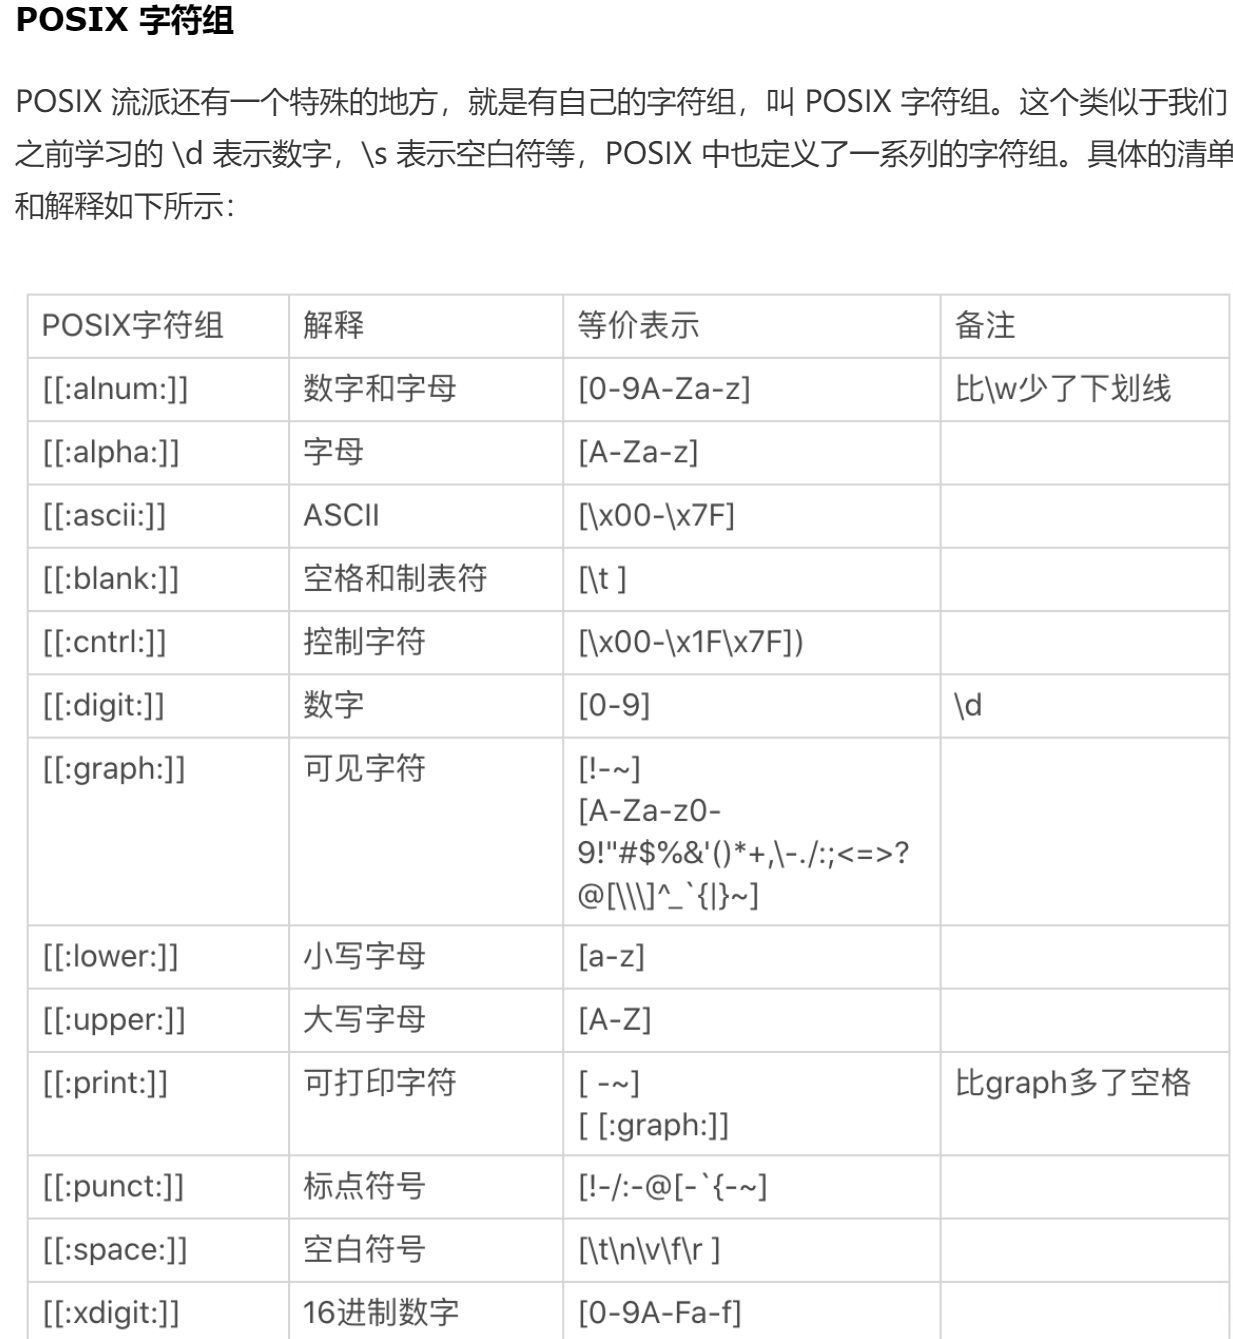 POSIX 字符组
POSIX 流派还有一个特殊的地方，就是有自己的字符组，叫 POSIX 字符组。这个类似于我们
之前学习的 \d 表示数字，\s 表示空白符等，POSIX 中也定义了一系列的字符组。具体的清单
和解释如下所示：
POSIX字符组 解释 等价表示 备注
[[:alnum:]] 数字和字母 [0-9A-Za-z] 比\w少了下划线
[[:alpha:]] 字母 [A-Za-z]
[[:ascii:]] ASCII [\x00-\x7F]
[[:blank:]] 空格和制表符 [\t ]
[[:cntrl:]] 控制字符 [\x00-\x1F\x7F])
[[:digit:]] 数字 [0-9] \d
[[:graph:]] 可见字符 [!-~]
[A-Za-z0-
9!"#$%&'()*+,\-./:;<=>?
@[\\\]^_`{|}~]
[[:lower:]] 小写字母 [a-z]
[[:upper:]] 大写字母 [A-Z]
[[:print:]] 可打印字符 [ -~] 比graph多了空格
[ [:graph:]]
[[:punct:]] 标点符号 [!-/:-@[-`{-~]
[[:space:]] 空白符号 [\t\n\v\f\r ]
[[:xdigit:]] 16进制数字 [0-9A-Fa-f]